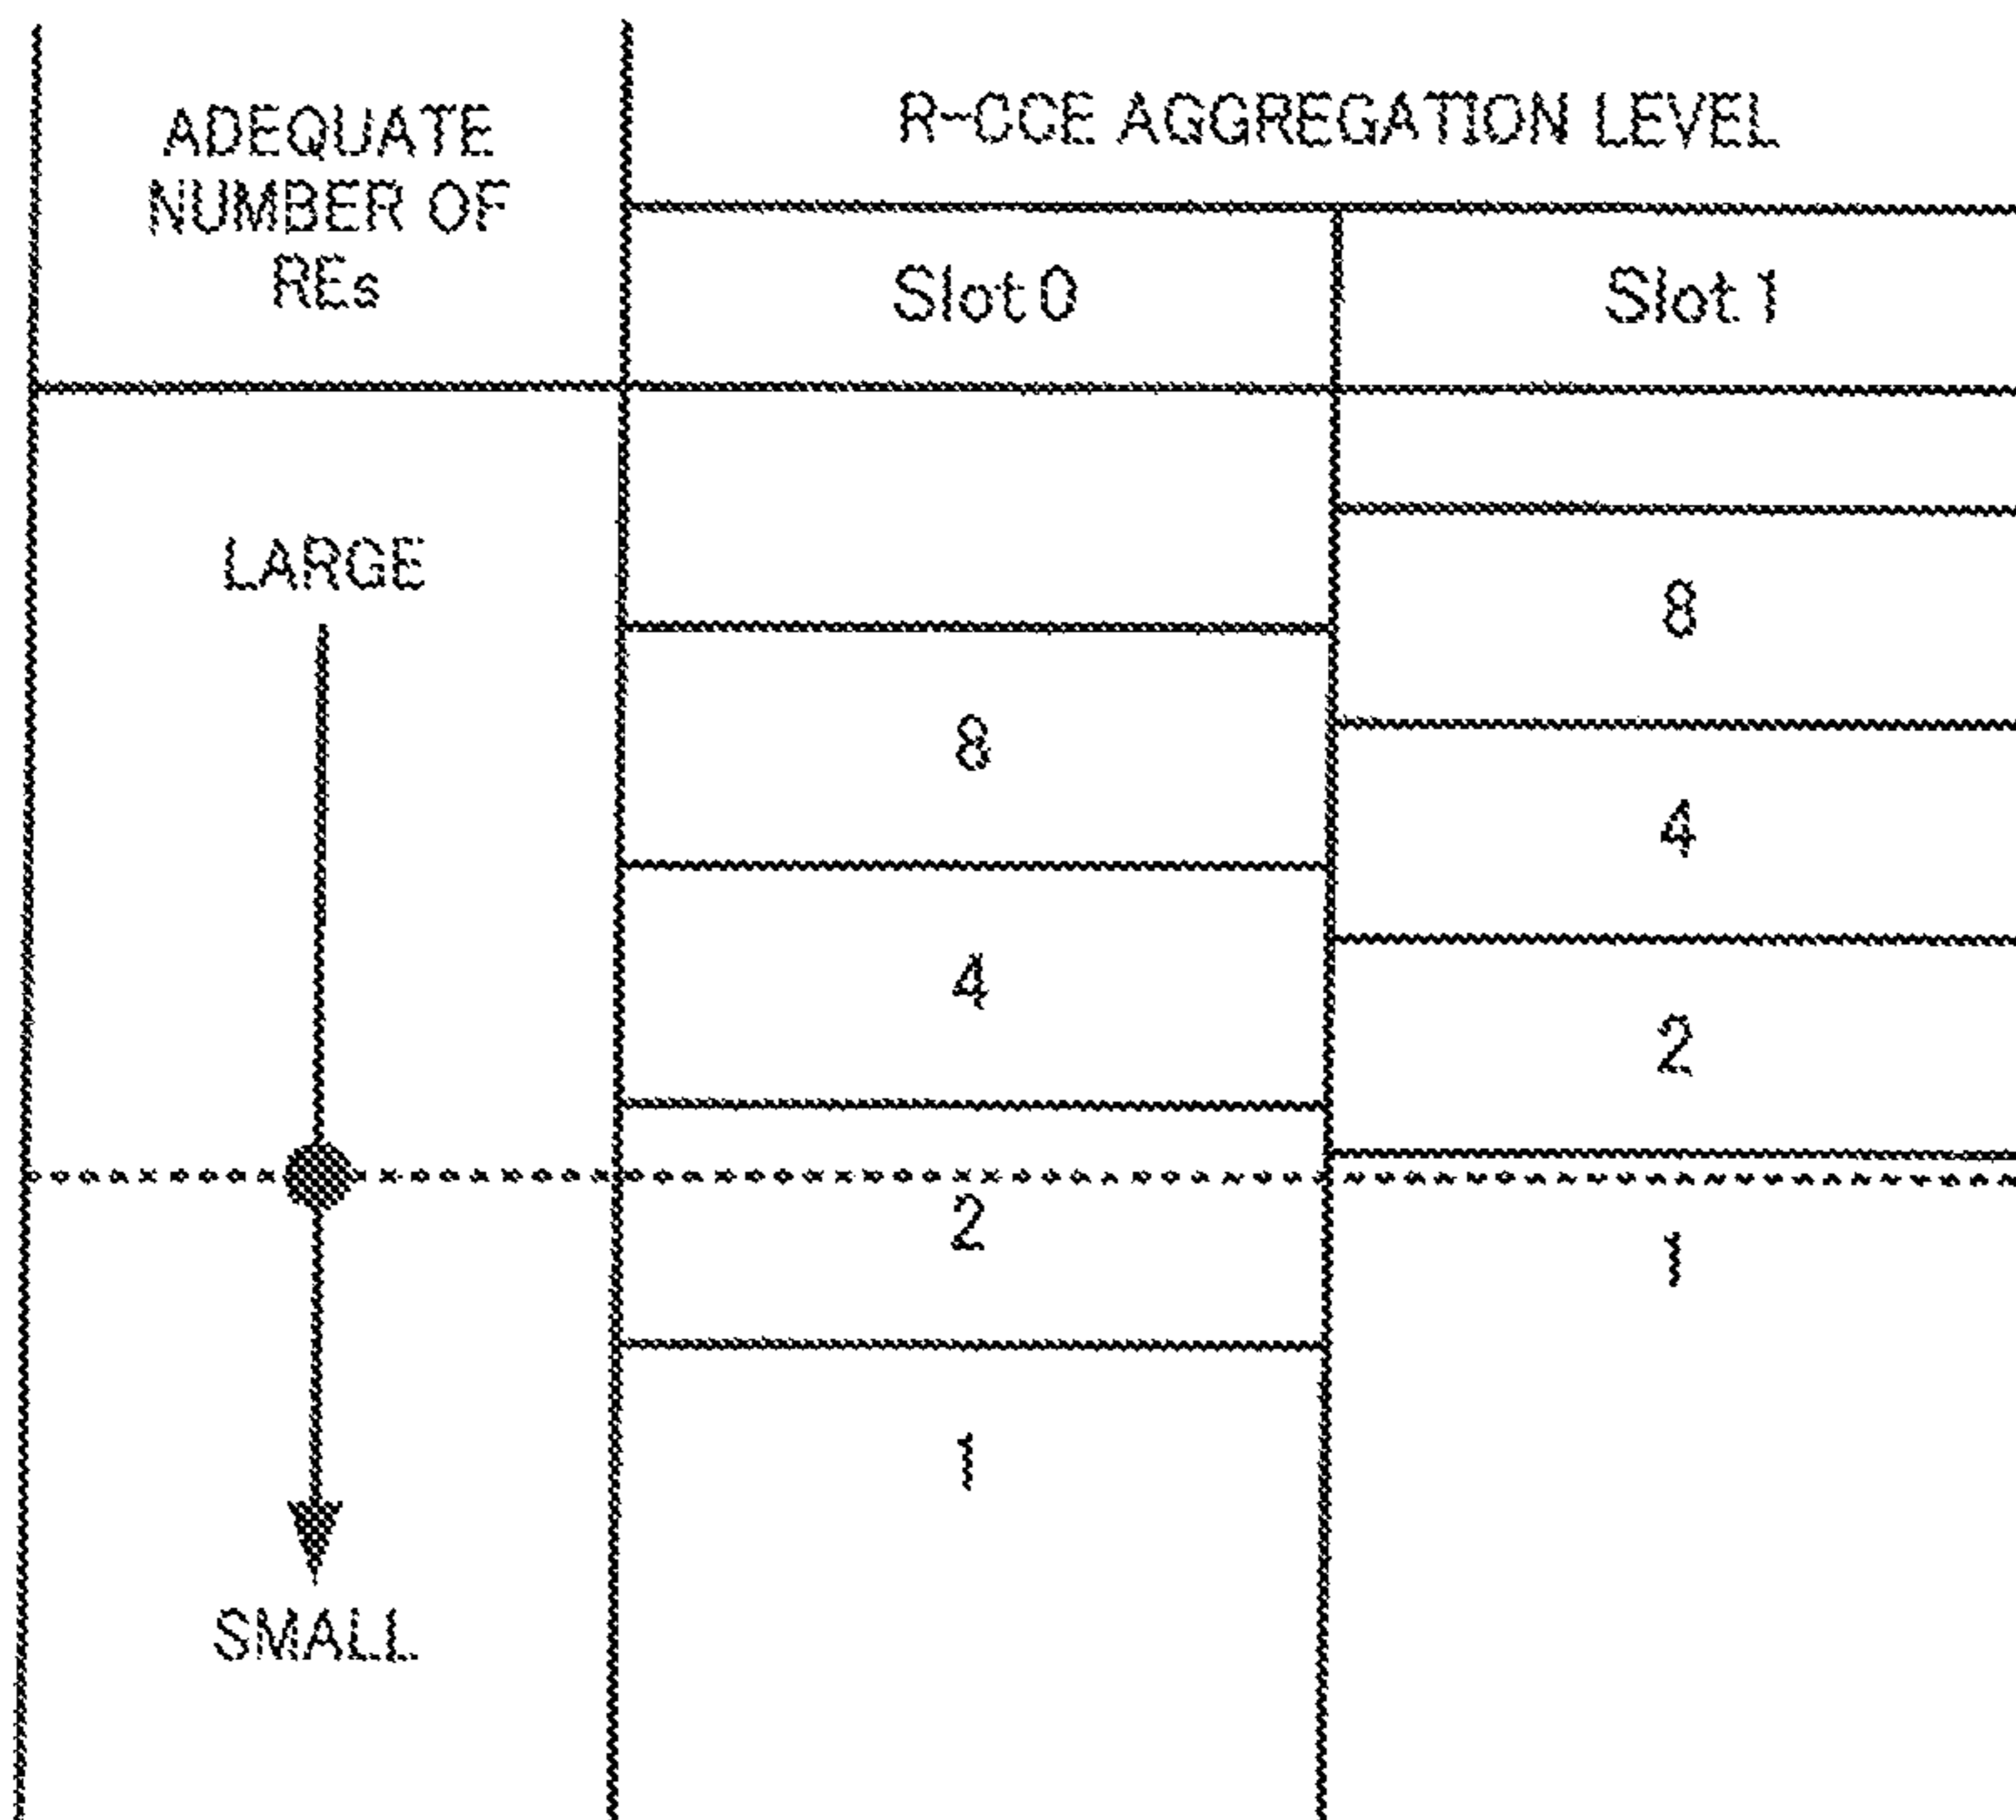 ADEQUATE
NUMBER OF
REs
R-CCE AGGREGATION LEVEL
Slot 0
Slot 1
LARGE
8
8
4
4
2
2
1
1
SMALL